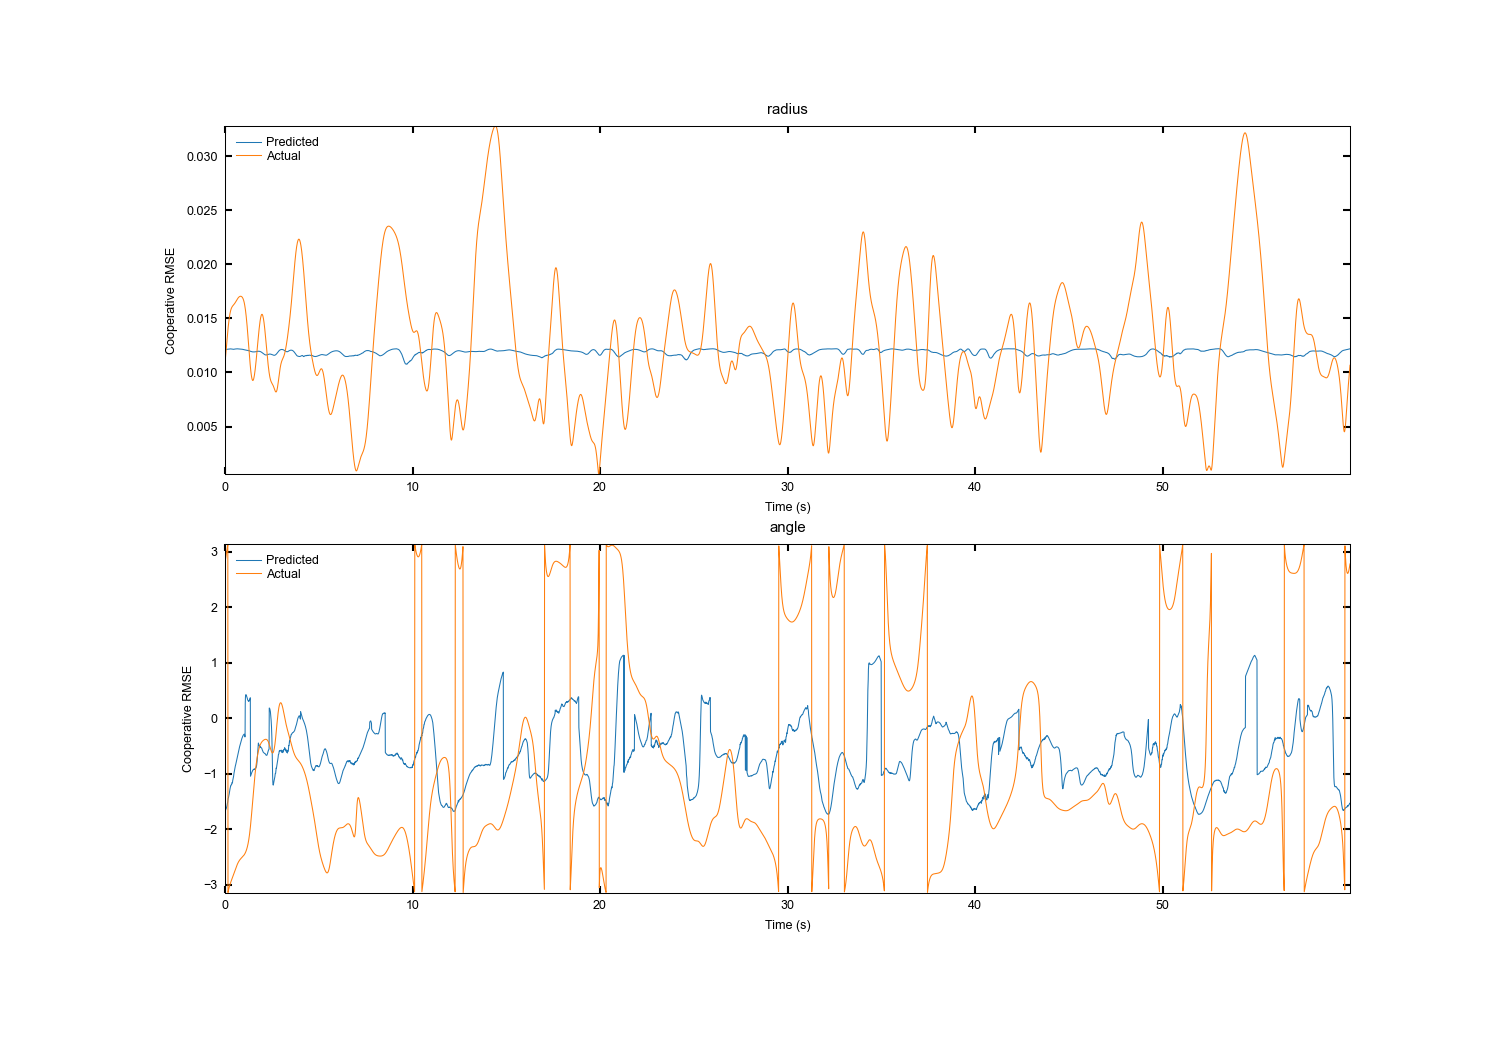 radius
Predicted
Actual
0.030
0.025
0.020
0.015
0.010
0.005
Cooperative RMSE
0 10 20 30 40 50
Time (s)
angle
Predicted
Actual
3
2
1
0
−1
−2
−3
Cooperative RMSE
0 10 20 30 40 50
Time (s)